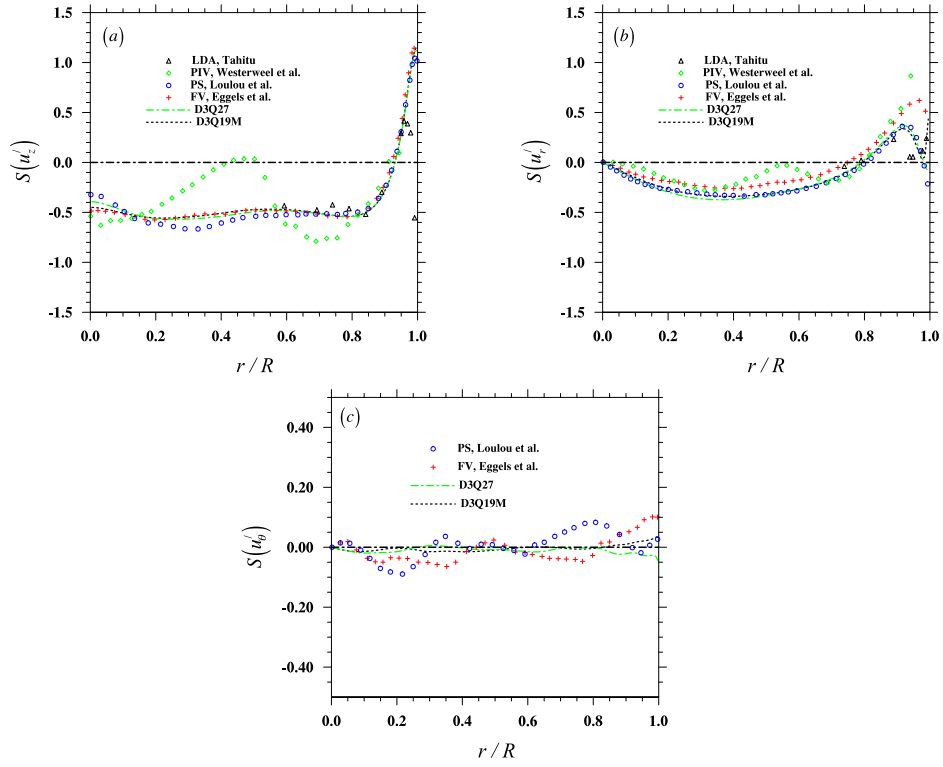 (a)
LDA, Tahitu
PIV, Westerweel et al.
PS, Loulou et al.
FV, Eggels et al.
D3Q27
D3Q19M
1.5
1.0
0.5
0.0
-0.5
-1.0
-1.5
S(u′z)
0.0 0.2 0.4 0.6 0.8 1.0
r / R
(b)
LDA, Tahitu
PIV, Westerweel et al.
PS, Loulou et al.
FV, Eggels et al.
D3Q27
D3Q19M
1.5
1.0
0.5
0.0
-0.5
-1.0
-1.5
S(u′r)
0.0 0.2 0.4 0.6 0.8 1.0
r / R
(c)
PS, Loulou et al.
FV, Eggels et al.
D3Q27
D3Q19M
0.40
0.20
0.00
-0.20
-0.40
S(u′θ)
0.0 0.2 0.4 0.6 0.8 1.0
r / R